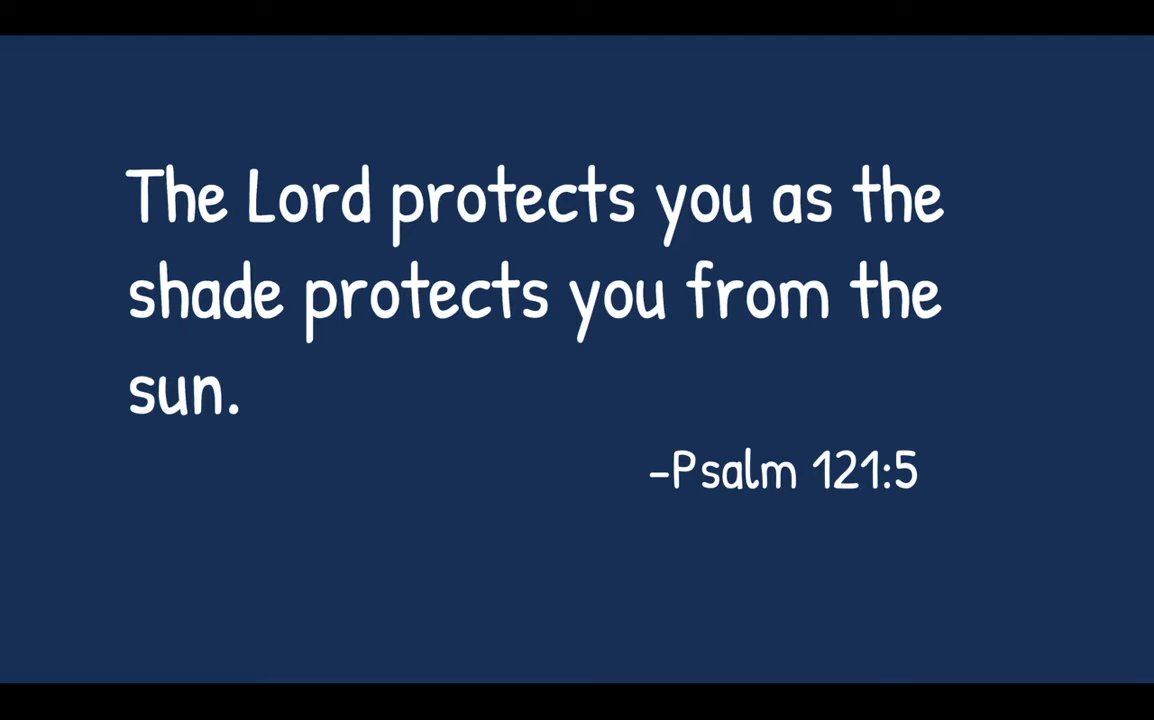 The Lord protects you as the
shade protects you from the
sun.
-Psalm 121:5